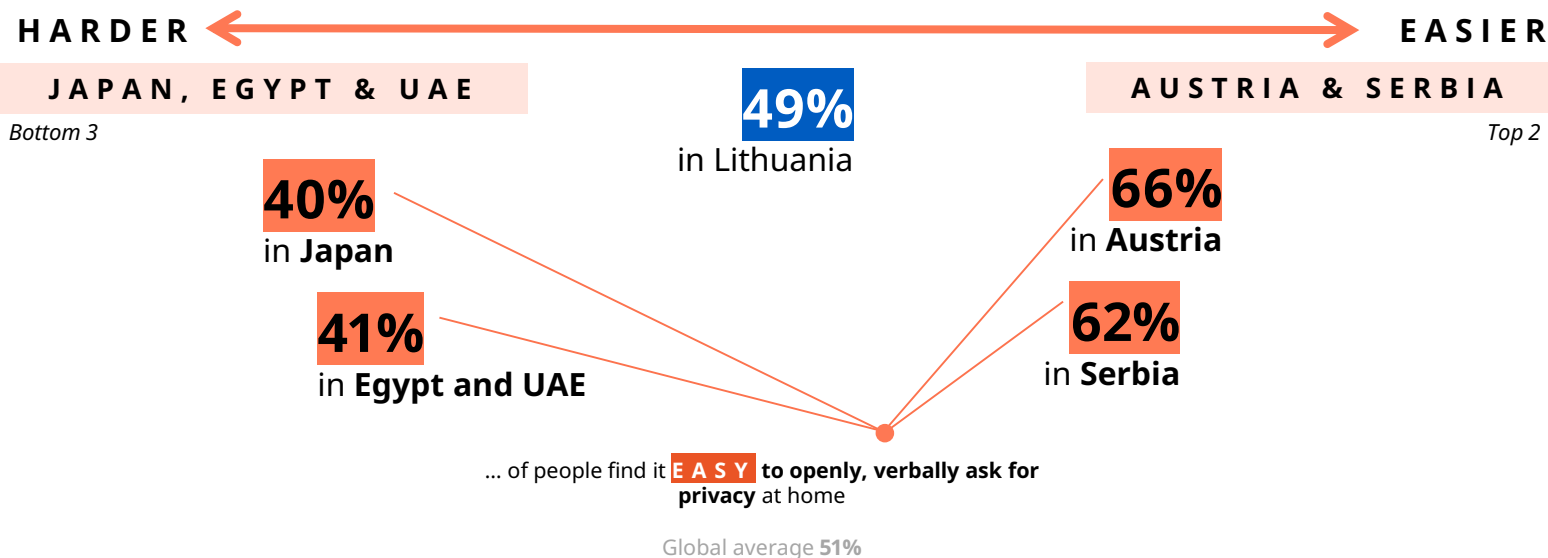 HARDER
EASIER
JAPAN, EGYPT & UAE
AUSTRIA & SERBIA
Bottom 3
Top 2
49%
in Lithuania
40%
in Japan
66%
in Austria
41%
in Egypt and UAE
62%
in Serbia
... of people find it EASY to openly, verbally ask for
privacy at home
Global average 51%